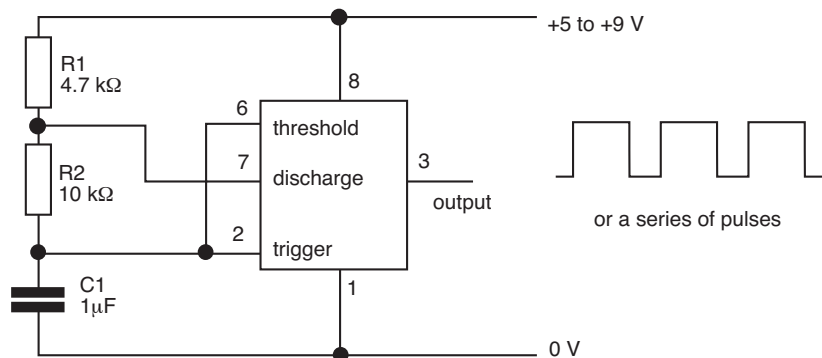 +5 to +9 V
R1
4.7 kΩ
8
6
threshold
7
discharge
3
output
R2
10 kΩ
2
trigger
or a series of pulses
C1
1µF
1
0 V